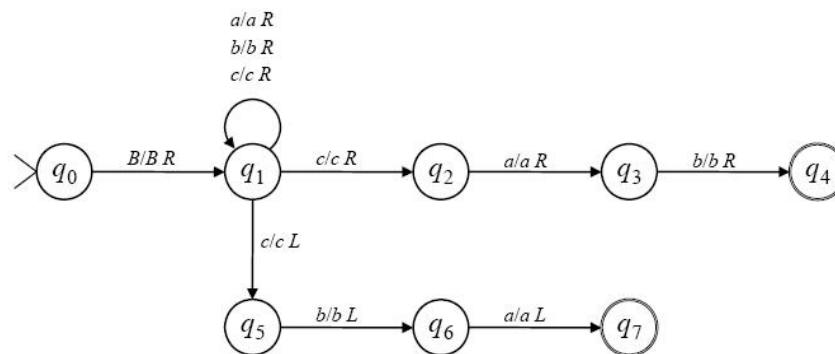 a/a R
b/b R
c/c R
q0 B/B R q1 c/c R q2 a/a R q3 b/b R q4
c/c L
q5 b/b L q6 a/a L q7